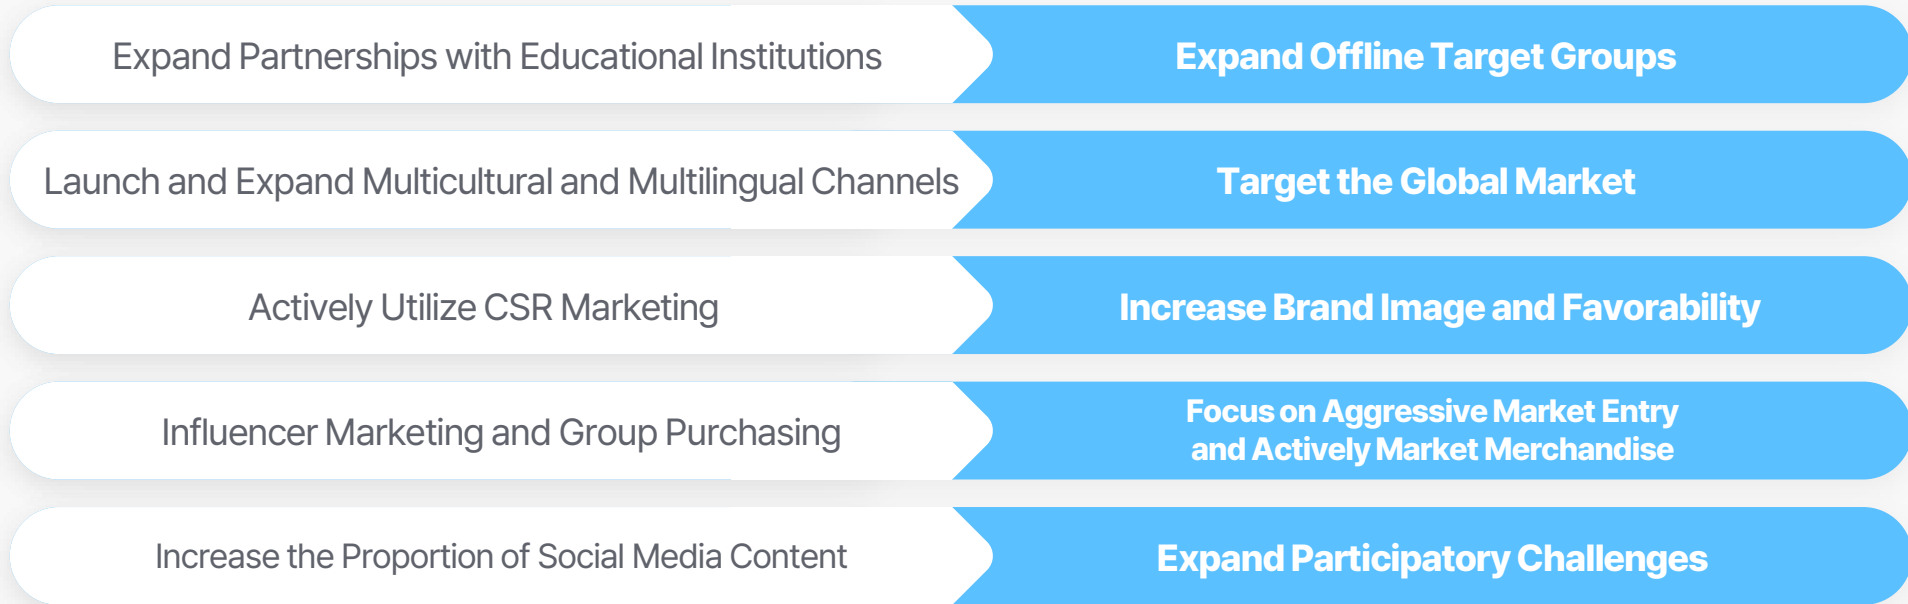 Expand Partnerships with Educational Institutions
Expand Offline Target Groups
Launch and Expand Multicultural and Multilingual Channels
Target the Global Market
Actively Utilize CSR Marketing
Increase Brand Image and Favorability
Influencer Marketing and Group Purchasing
Focus on Aggressive Market Entry
and Actively Market Merchandise
Increase the Proportion of Social Media Content
Expand Participatory Challenges